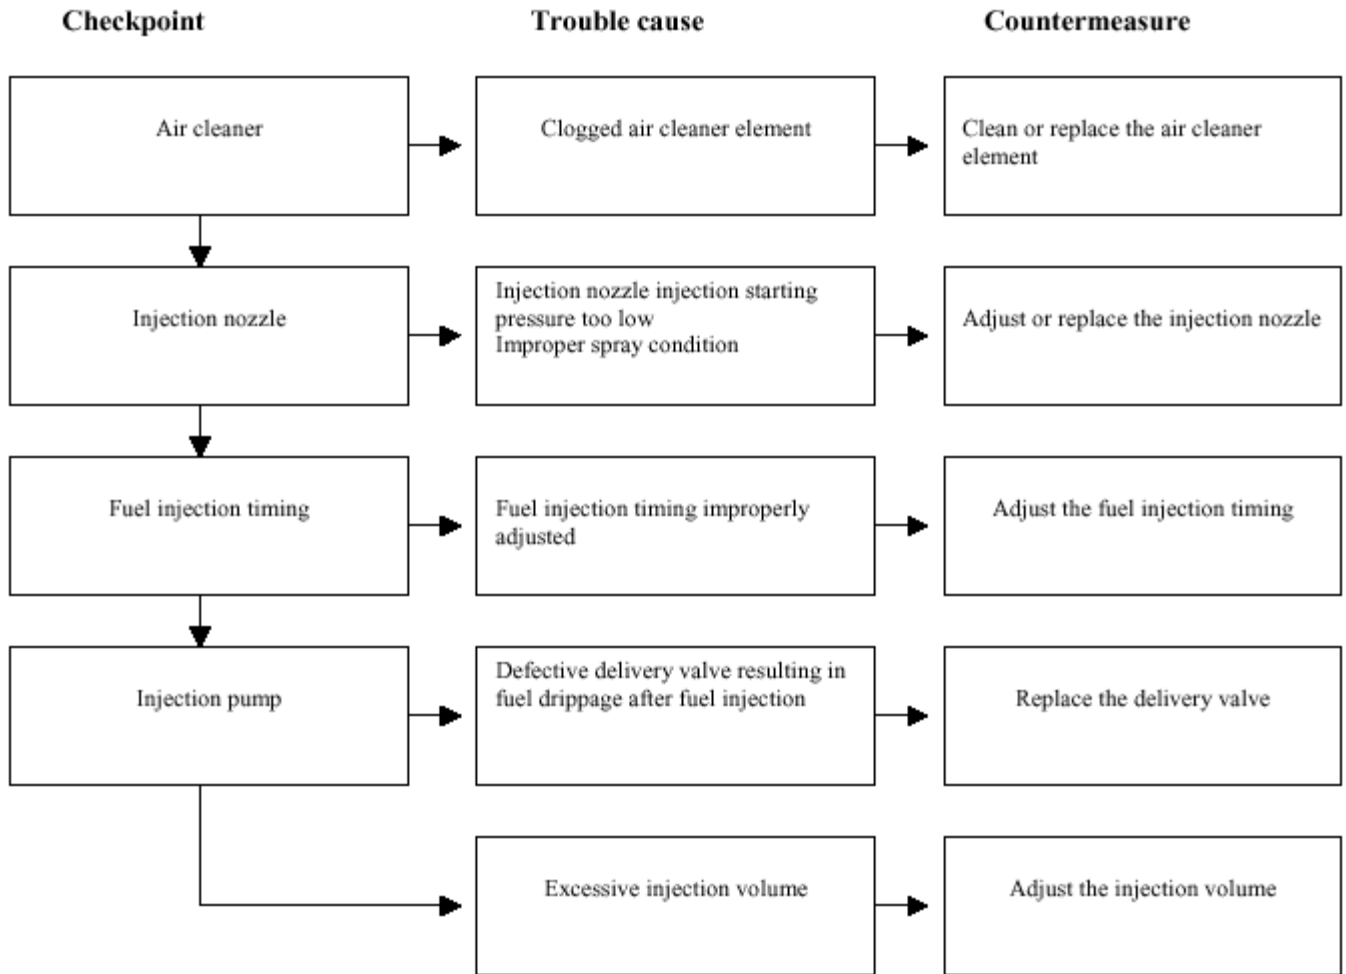 Checkpoint
Trouble cause
Countermeasure
Air cleaner
Clogged air cleaner element
Clean or replace the air cleaner
element
Injection nozzle
Injection nozzle injection starting
pressure too low
Improper spray condition
Adjust or replace the injection nozzle
Fuel injection timing
Fuel injection timing improperly
adjusted
Adjust the fuel injection timing
Injection pump
Defective delivery valve resulting in
fuel drippage after fuel injection
Replace the delivery valve
Excessive injection volume
Adjust the injection volume